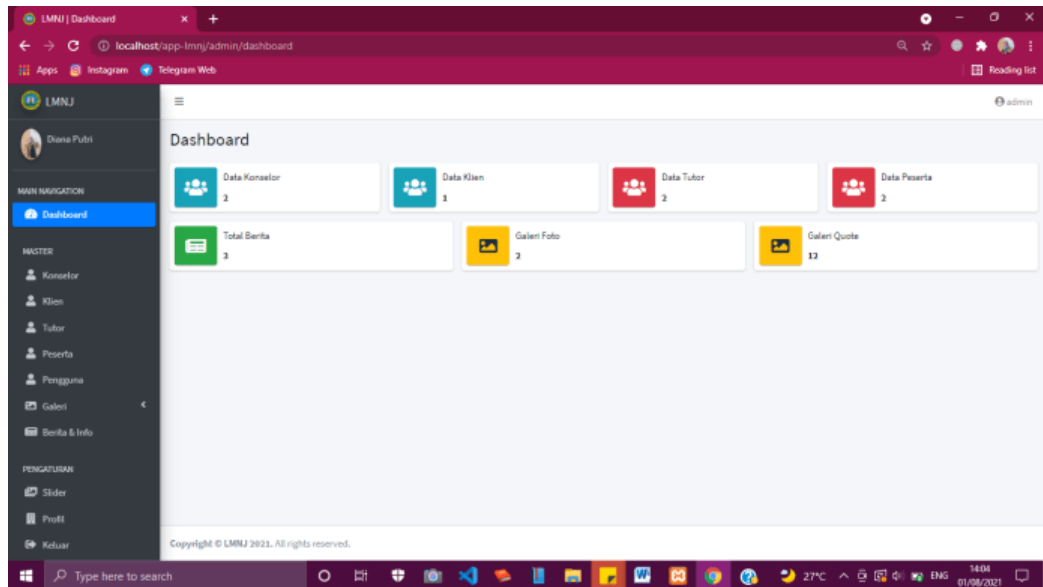 LMNJ | Dashboard
localhost/app-lmnj/admin/dashboard
Apps Instagram Telegram Web Reading list
LMNJ admin
Diana Putri
Dashboard
MAIN NAVIGATION
Dashboard
MASTER
Konselor
Klien
Tutor
Peserta
Pengguna
Galeri
Berita & Info
PENGATURAN
Slider
Profil
Keluar
Data Konselor
2
Data Klien
1
Data Tutor
2
Data Peserta
2
Total Berita
3
Galeri Foto
2
Galeri Quote
12
Copyright © LMNJ 2021. All rights reserved.
Type here to search
27°C ENG 14:04
01/08/2021